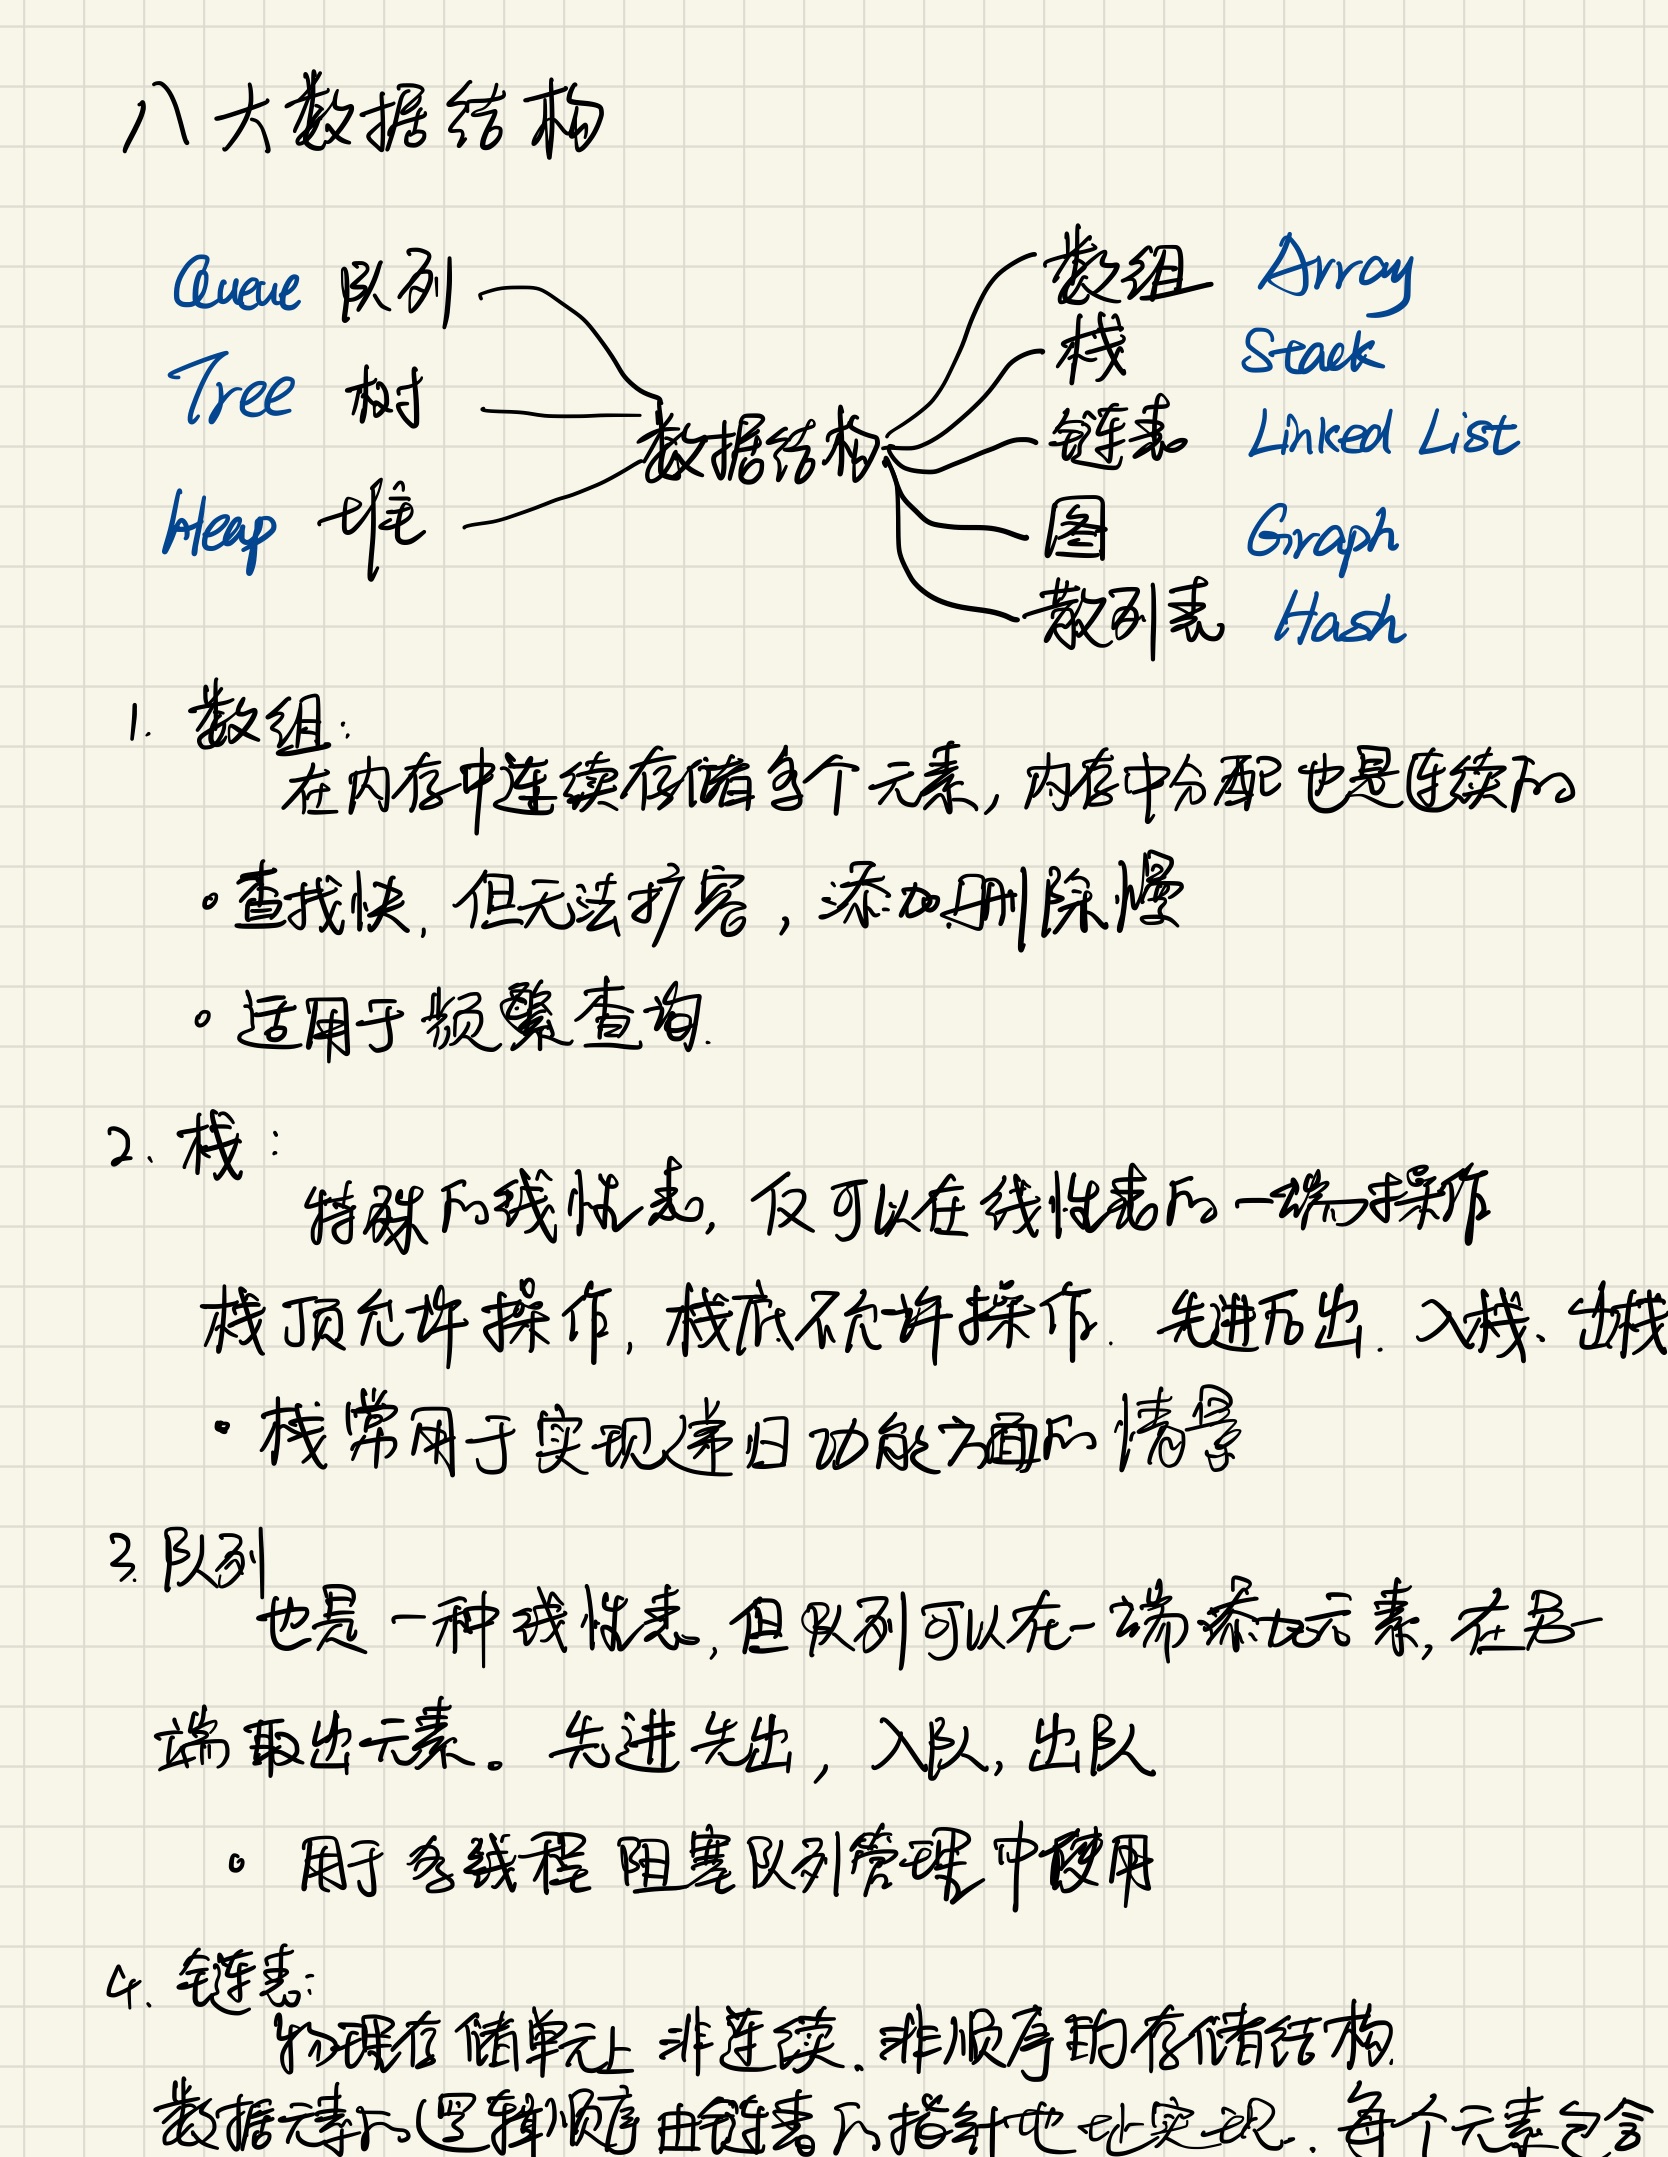 八大数据结构
Queue 队列
Tree 树
Heap 堆
数据结构
数组 Array
栈 Stack
链表 Linked List
图 Graph
散列表 Hash
1. 数组:
在内存中连续存储多个元素, 内存中分配也是连续的
• 查找快, 但无法扩容, 添加删除慢
• 适用于频繁查询.
2. 栈:
特殊的线性表, 仅可以在线性表的一端操作
栈顶允许操作, 栈底不允许操作. 先进后出. 入栈、出栈
• 栈常用于实现递归功能方面的情景
3. 队列
也是一种线性表, 但队列可以在一端添加元素, 在另一
端取出元素。先进先出, 入队, 出队
• 用于多线程阻塞队列管理中使用
4. 链表:
物理存储单元上非连续.非顺序的存储结构.
数据元素的逻辑顺序由链表的指针地址实现. 每个元素包含